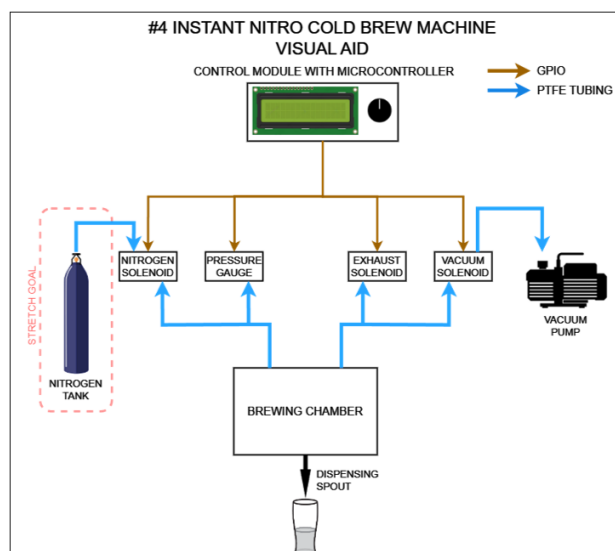 #4 INSTANT NITRO COLD BREW MACHINE
VISUAL AID
CONTROL MODULE WITH MICROCONTROLLER
GPIO
PTFE TUBING
STRETCH GOAL
NITROGEN
SOLENOID
PRESSURE
GAUGE
EXHAUST
SOLENOID
VACUUM
SOLENOID
VACUUM
PUMP
NITROGEN
TANK
BREWING CHAMBER
DISPENSING
SPOUT